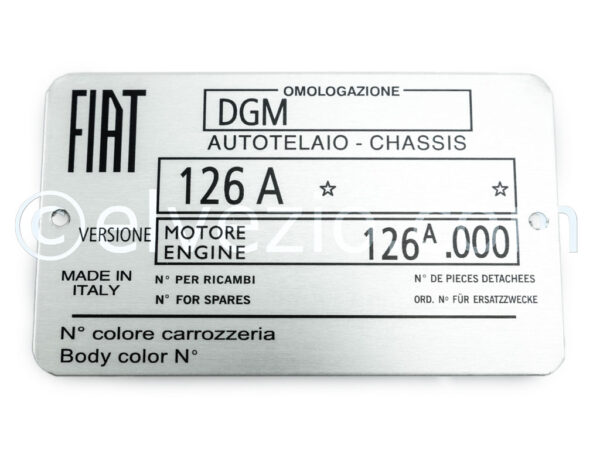 FIAT
OMOLOGAZIONE
DGM
AUTOTELAIO - CHASSIS
126 A ☆ ☆
VERSIONE
MOTORE
ENGINE
126ᴬ.000
MADE IN
ITALY
N° PER RICAMBI
N° FOR SPARES
N° DE PIECES DETACHEES
ORD. Nº FÜR ERSATZZWECKE
N° colore carrozzeria
Body color N°
©elvezio.com